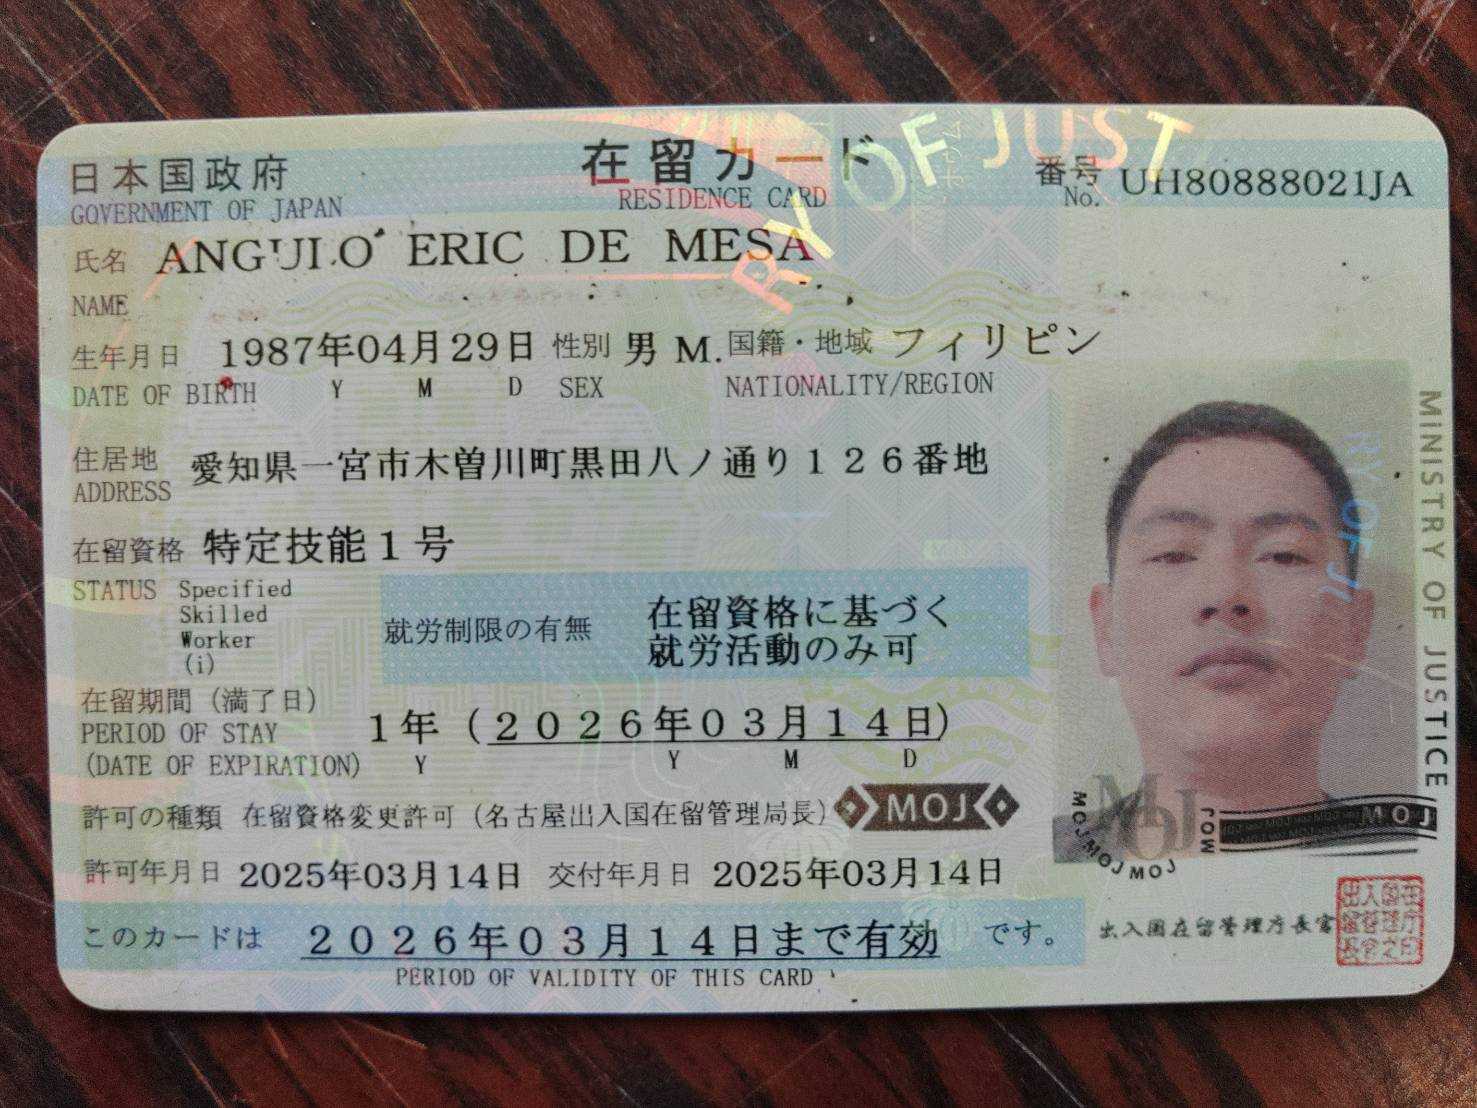 日本国政府
GOVERNMENT OF JAPAN
在留カード
RESIDENCE CARD
番号 No. UH80888021JA
氏名 NAME ANGULO ERIC DE MESA
生年月日 1987年04月29日 性別 男 M. 国籍・地域 フィリピン
DATE OF BIRTH Y M D SEX NATIONALITY/REGION
住居地 愛知県一宮市木曽川町黒田八ノ通り126番地
ADDRESS
在留資格 特定技能1号
STATUS Specified
Skilled
Worker
(i)
就労制限の有無 在留資格に基づく
就労活動のみ可
在留期間(満了日)
PERIOD OF STAY
(DATE OF EXPIRATION)
1年(2026年03月14日)
Y Y M D
許可の種類 在留資格変更許可(名古屋出入国在留管理局長)
MOJ
許可年月日 2025年03月14日 交付年月日 2025年03月14日
このカードは 2026年03月14日まで有効 です。
PERIOD OF VALIDITY OF THIS CARD
RY OF JUST
MINISTRY OF JUSTICE
RY OF J
MOJ
MOJ MOJ MOJ
MOJ
MOJ
出入国在留管理庁長官